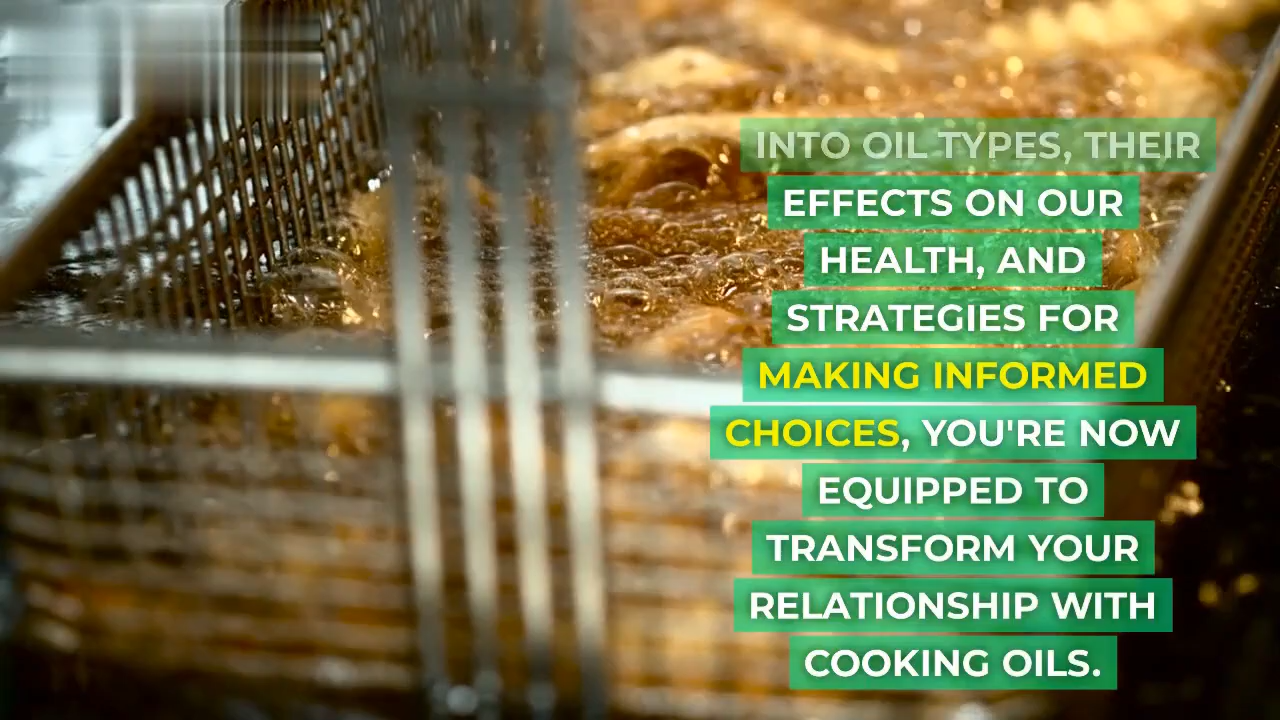 INTO OIL TYPES, THEIR
EFFECTS ON OUR
HEALTH, AND
STRATEGIES FOR
MAKING INFORMED
CHOICES, YOU'RE NOW
EQUIPPED TO
TRANSFORM YOUR
RELATIONSHIP WITH
COOKING OILS.